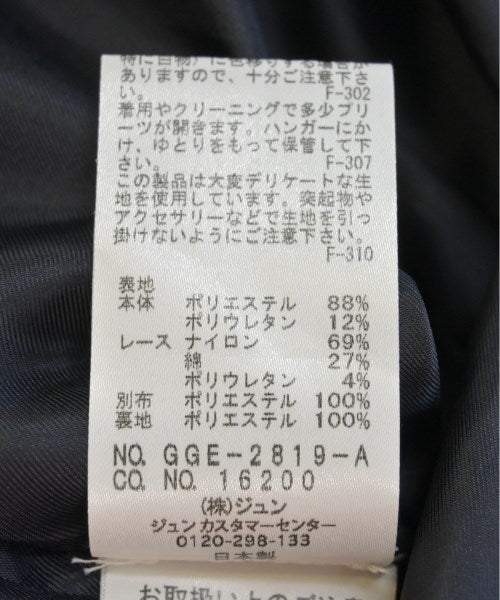 特に白物)に色移りする場合が
ありますので、十分ご注意下さ
い。 F-302
着用やクリーニングで多少プリ
ーツが開きます。ハンガーにか
け、ゆとりをもって保管して下
さい。 F-307
この製品は大変デリケートな生
地を使用しています。突起物や
アクセサリーなどで生地を引っ
掛けないようにご注意下さい。
F-310
表地
本体 ポリエステル 88%
ポリウレタン 12%
レース ナイロン 69%
綿 27%
ポリウレタン 4%
別布 ポリエステル 100%
裏地 ポリエステル 100%
NO. GGE-2819-A
CO. NO. 16200
(株)ジュン
ジュン カスタマーセンター
0120-298-133
日本製
お取扱い上のご注意